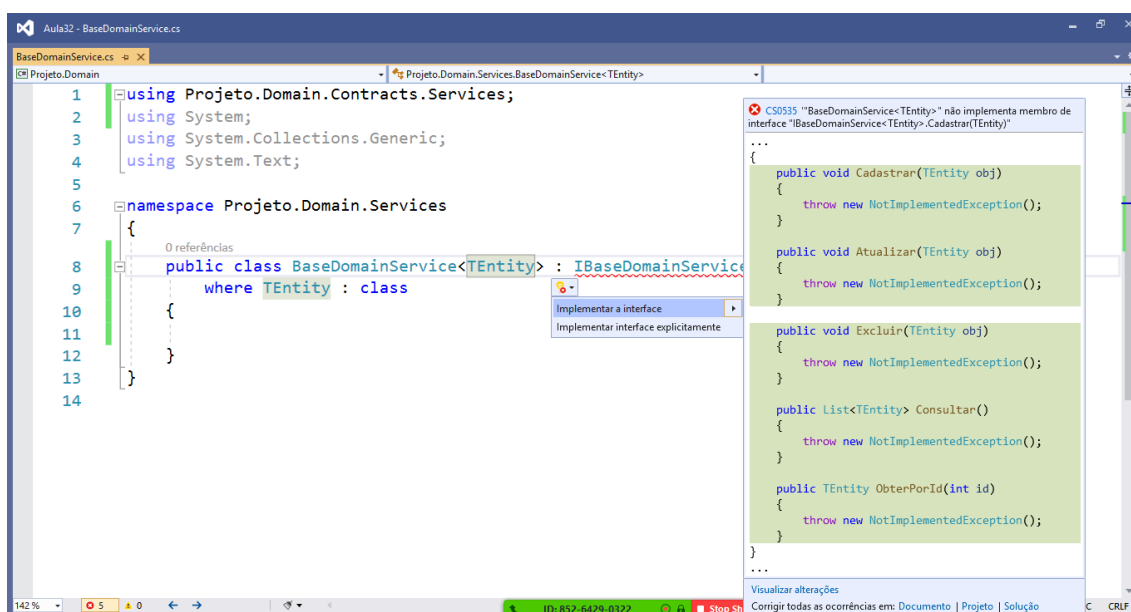 Aula32 - BaseDomainService.cs
BaseDomainService.cs
C# Projeto.Domain
Projeto.Domain.Services.BaseDomainService<TEntity>
1 using Projeto.Domain.Contracts.Services;
2 using System;
3 using System.Collections.Generic;
4 using System.Text;
5
6 namespace Projeto.Domain.Services
7 {
0 referências
8 public class BaseDomainService<TEntity> : IBaseDomainService
9 where TEntity : class
10 {
11
12 }
13 }
14
Implementar a interface
Implementar interface explicitamente
CS0535 '"BaseDomainService<TEntity>" não implementa membro de
interface "IBaseDomainService<TEntity>.Cadastrar(TEntity)"
...
{
public void Cadastrar(TEntity obj)
{
throw new NotImplementedException();
}
public void Atualizar(TEntity obj)
{
throw new NotImplementedException();
}
public void Excluir(TEntity obj)
{
throw new NotImplementedException();
}
public List<TEntity> Consultar()
{
throw new NotImplementedException();
}
public TEntity ObterPorId(int id)
{
throw new NotImplementedException();
}
}
...
Visualizar alterações
Corrigir todas as ocorrências em: Documento | Projeto | Solução
142 % 5 0
ID: 852-6429-0322 Stop Sh
C CRLF